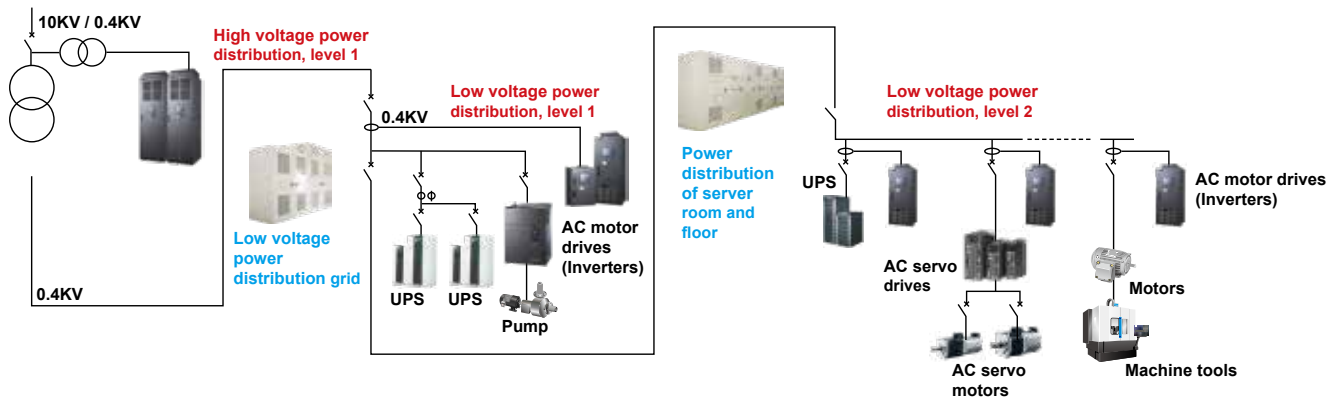 10KV / 0.4KV
High voltage power
distribution, level 1
Low voltage power
distribution, level 1
0.4KV
Low voltage
power
distribution grid
0.4KV
UPS
UPS
Pump
AC motor
drives
(Inverters)
Power
distribution
of server
room and
floor
Low voltage power
distribution, level 2
UPS
AC servo
drives
AC servo
motors
Motors
Machine tools
AC motor drives
(Inverters)